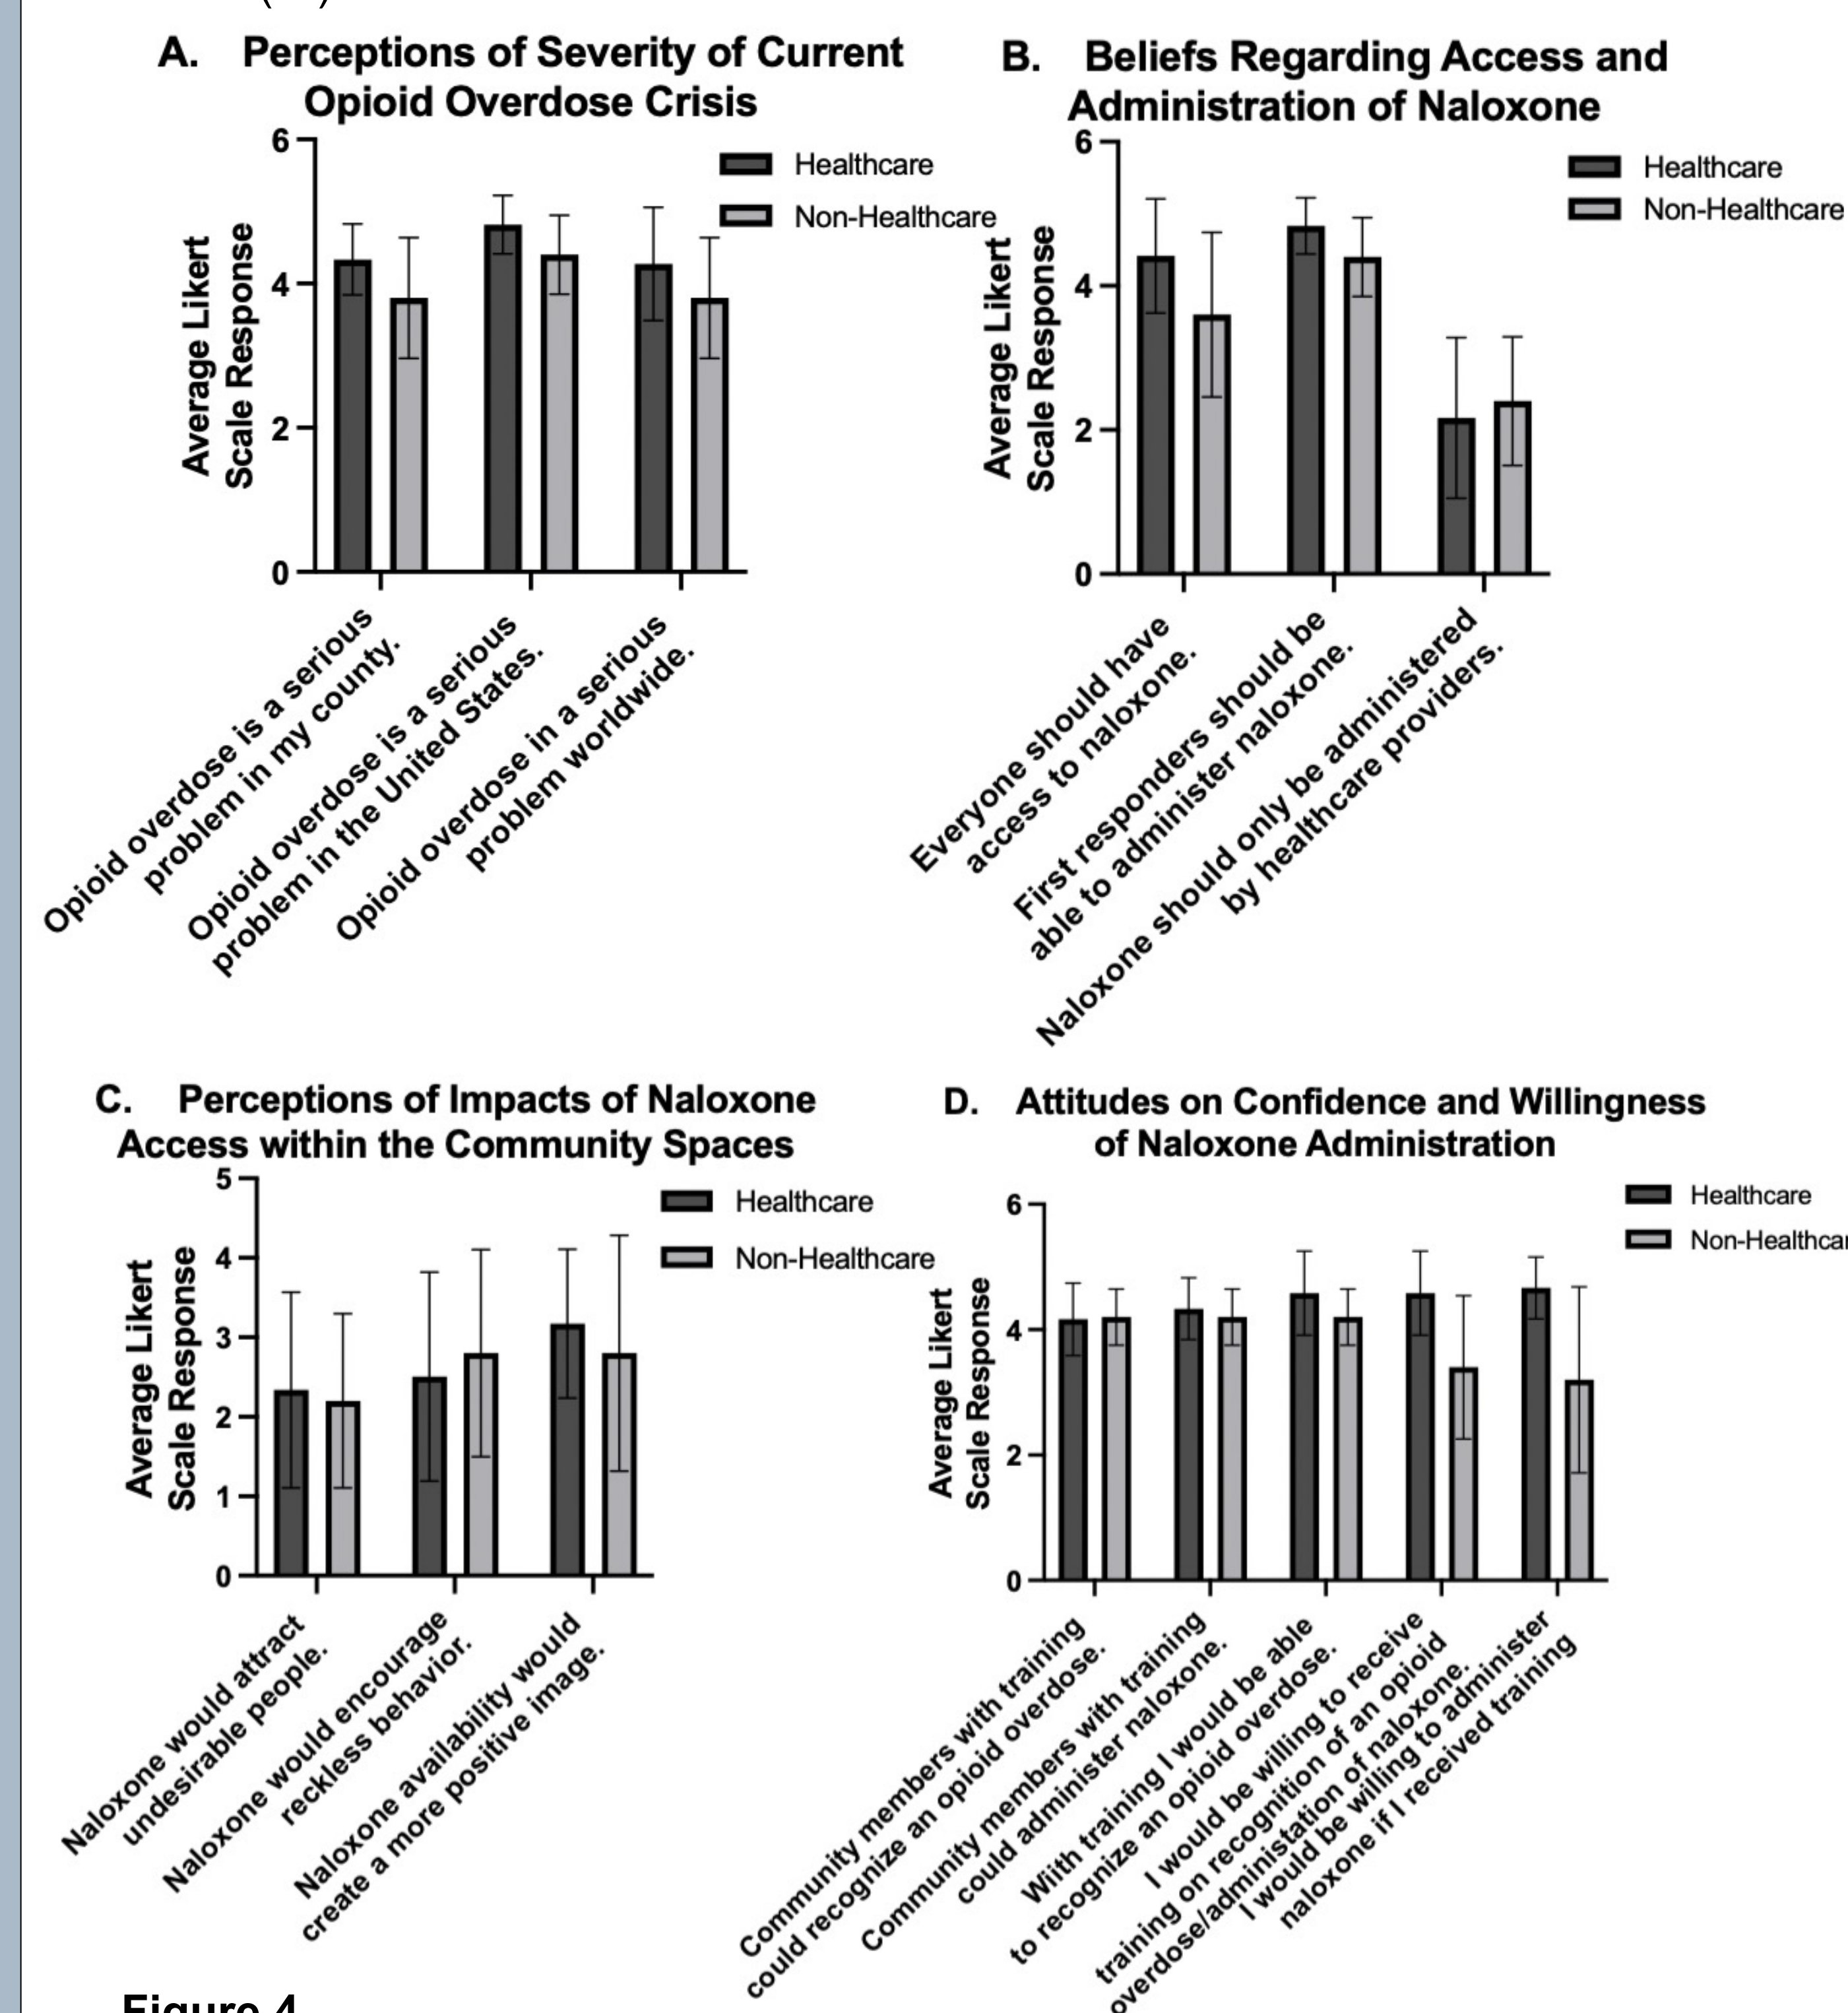 A. Perceptions of Severity of Current
Opioid Overdose Crisis
6
4
2
0
Average Likert
Scale Response
Healthcare
Non-Healthcare
Opioid overdose is a serious
problem in my county.
Opioid overdose is a serious
problem in the United States.
Opioid overdose in a serious
problem worldwide.
B. Beliefs Regarding Access and
Administration of Naloxone
6
4
2
0
Average Likert
Scale Response
Healthcare
Non-Healthcare
Everyone should have
access to naloxone.
First responders should be
able to administer naloxone.
Naloxone should only be administered
by healthcare providers.
C. Perceptions of Impacts of Naloxone
Access within the Community Spaces
5
4
3
2
1
0
Average Likert
Scale Response
Healthcare
Non-Healthcare
Naloxone would attract
undesirable people.
Naloxone would encourage
reckless behavior.
Naloxone availability would
create a more positive image.
D. Attitudes on Confidence and Willingness
of Naloxone Administration
6
4
2
0
Average Likert
Scale Response
Healthcare
Non-Healthcar
Community members with training
could recognize an opioid overdose.
Community members with training
could administer naloxone.
Wiith training I would be able
to recognize an opioid overdose.
I would be willing to receive
training on recognition of an opioid
overdose/administation of naloxone.
I would be willing to administer
naloxone if I received training
Figure 4